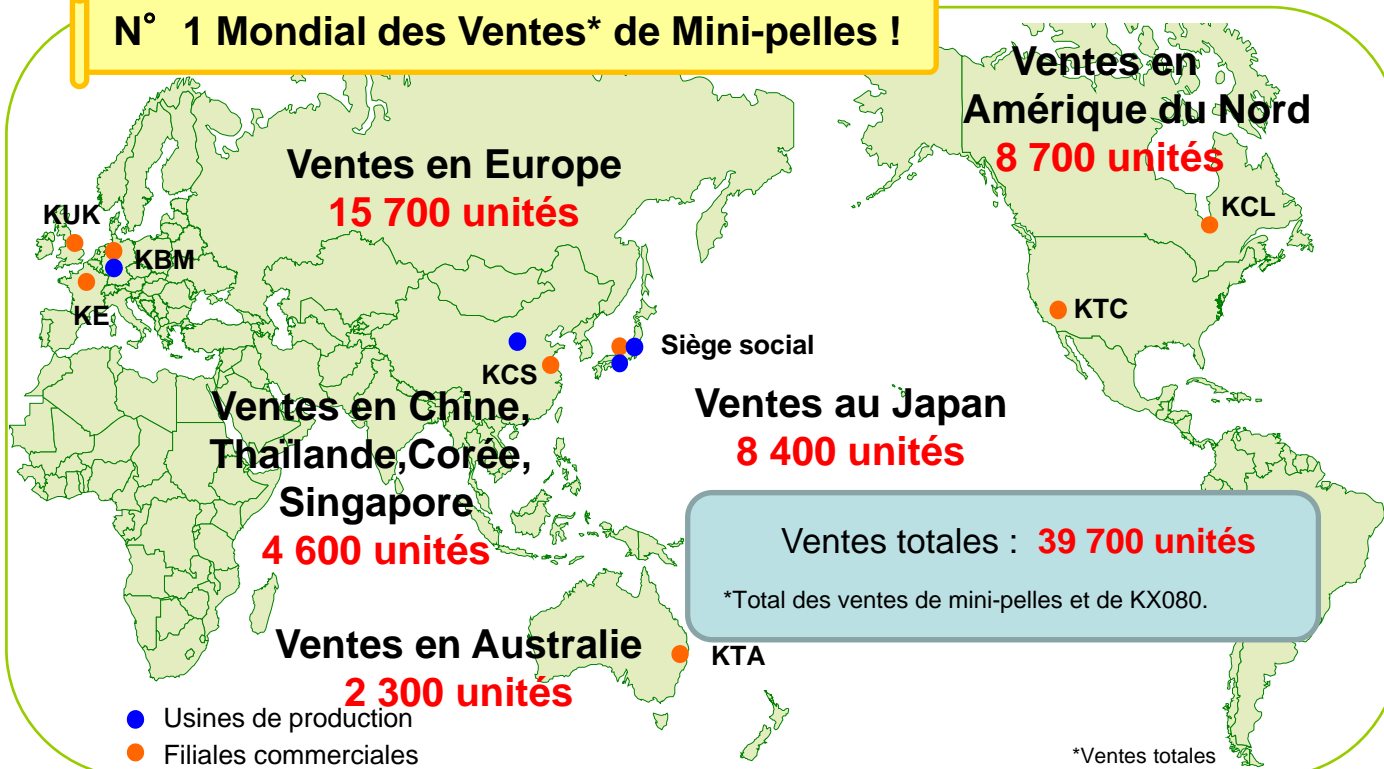 N° 1 Mondial des Ventes* de Mini-pelles !
Ventes en
Amérique du Nord
8 700 unités
Ventes en Europe
15 700 unités
KUK
KBM
KE
KCL
KTC
Siège social
KCS
Ventes en Chine,
Thaïlande,Corée,
Singapore
4 600 unités
Ventes au Japan
8 400 unités
Ventes totales : 39 700 unités
*Total des ventes de mini-pelles et de KX080.
Ventes en Australie
2 300 unités
KTA
Usines de production
Filiales commerciales
*Ventes totales